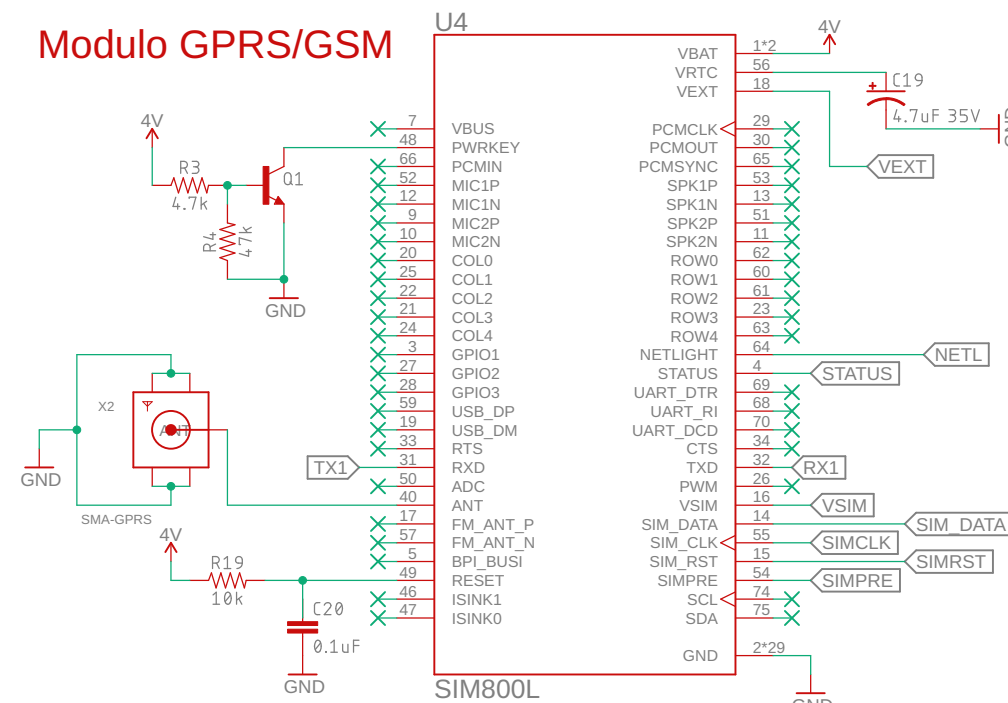 Modulo GPRS/GSM
U4
4V
R3
4.7k
R4
47k
Q1
GND
X2
ANT
GND
SMA-GPRS
4V
R19
10k
C20
0.1uF
GND
7 VBUS
48 PWRKEY
66 PCMIN
52 MIC1P
12 MIC1N
9 MIC2P
10 MIC2N
20 COL0
25 COL1
22 COL2
21 COL3
24 COL4
3 GPIO1
27 GPIO2
28 GPIO3
59 USB_DP
19 USB_DM
33 RTS
TX1 31 RXD
50 ADC
40 ANT
17 FM_ANT_P
57 FM_ANT_N
5 BPI_BUSI
49 RESET
46 ISINK1
47 ISINK0
VBAT 1*2 4V
VRTC 56
VEXT 18
C19
+
4.7uF 35V
VEXT
PCMCLK 29
PCMOUT 30
PCMSYNC 65
SPK1P 53
SPK1N 13
SPK2P 51
SPK2N 11
ROW0 62
ROW1 60
ROW2 61
ROW3 23
ROW4 63
NETLIGHT 64 NETL
STATUS 4 STATUS
UART_DTR 69
UART_RI 68
UART_DCD 70
CTS 34
TXD 32 RX1
PWM 26
VSIM 16 VSIM
SIM_DATA 14 SIM_DATA
SIM_CLK 55 SIMCLK
SIM_RST 15 SIMRST
SIMPRE 54 SIMPRE
SCL 74
SDA 75
GND 2*29
GND
SIM800L